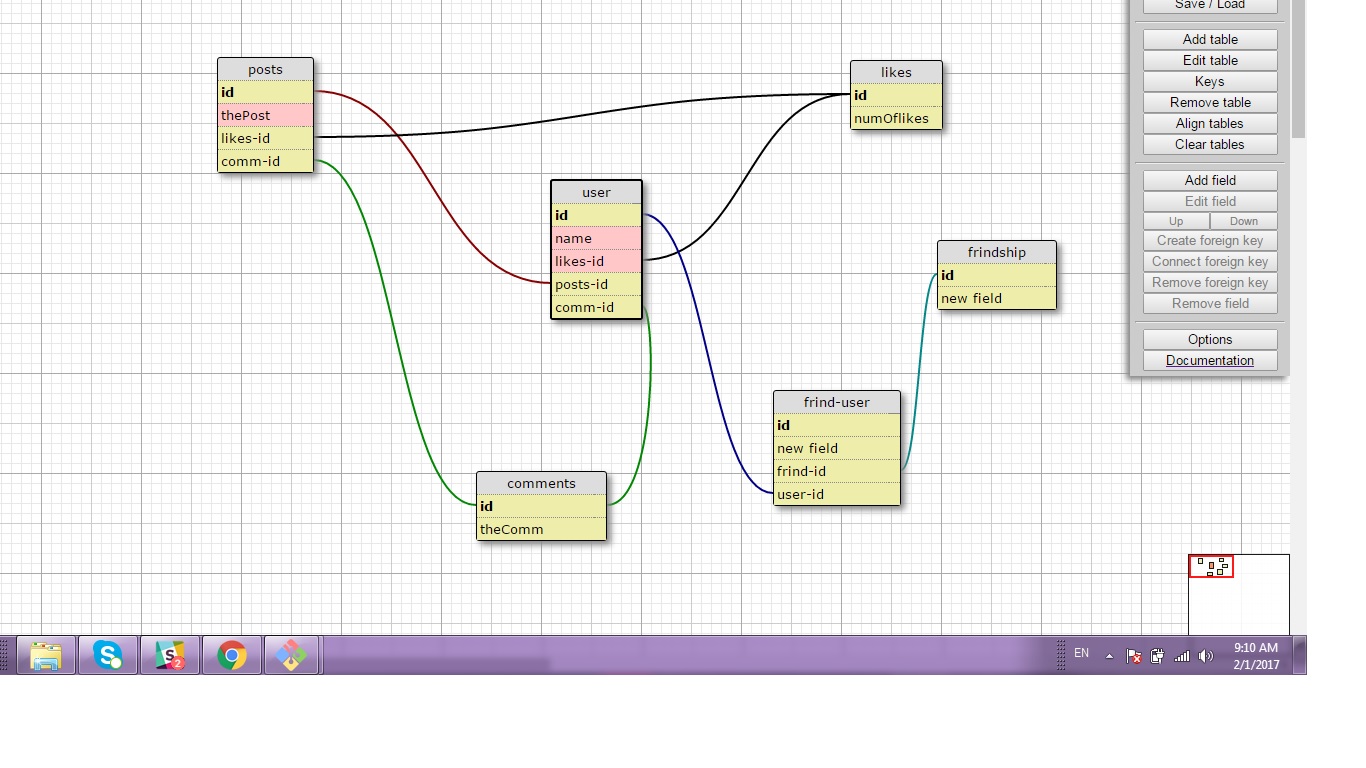 posts
id
thePost
likes-id
comm-id
likes
id
numOflikes
user
id
name
likes-id
posts-id
comm-id
frindship
id
new field
frind-user
id
new field
frind-id
user-id
comments
id
theComm
Save / Load
Add table
Edit table
Keys
Remove table
Align tables
Clear tables
Add field
Edit field
Up Down
Create foreign key
Connect foreign key
Remove foreign key
Remove field
Options
Documentation
S
S
2
EN
9:10 AM
2/1/2017